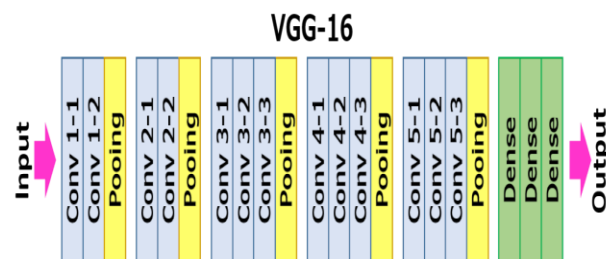 VGG-16
Input
Conv 1-1
Conv 1-2
Pooing
Conv 2-1
Conv 2-2
Pooing
Conv 3-1
Conv 3-2
Conv 3-3
Pooing
Conv 4-1
Conv 4-2
Conv 4-3
Pooing
Conv 5-1
Conv 5-2
Conv 5-3
Pooing
Dense
Dense
Dense
Output